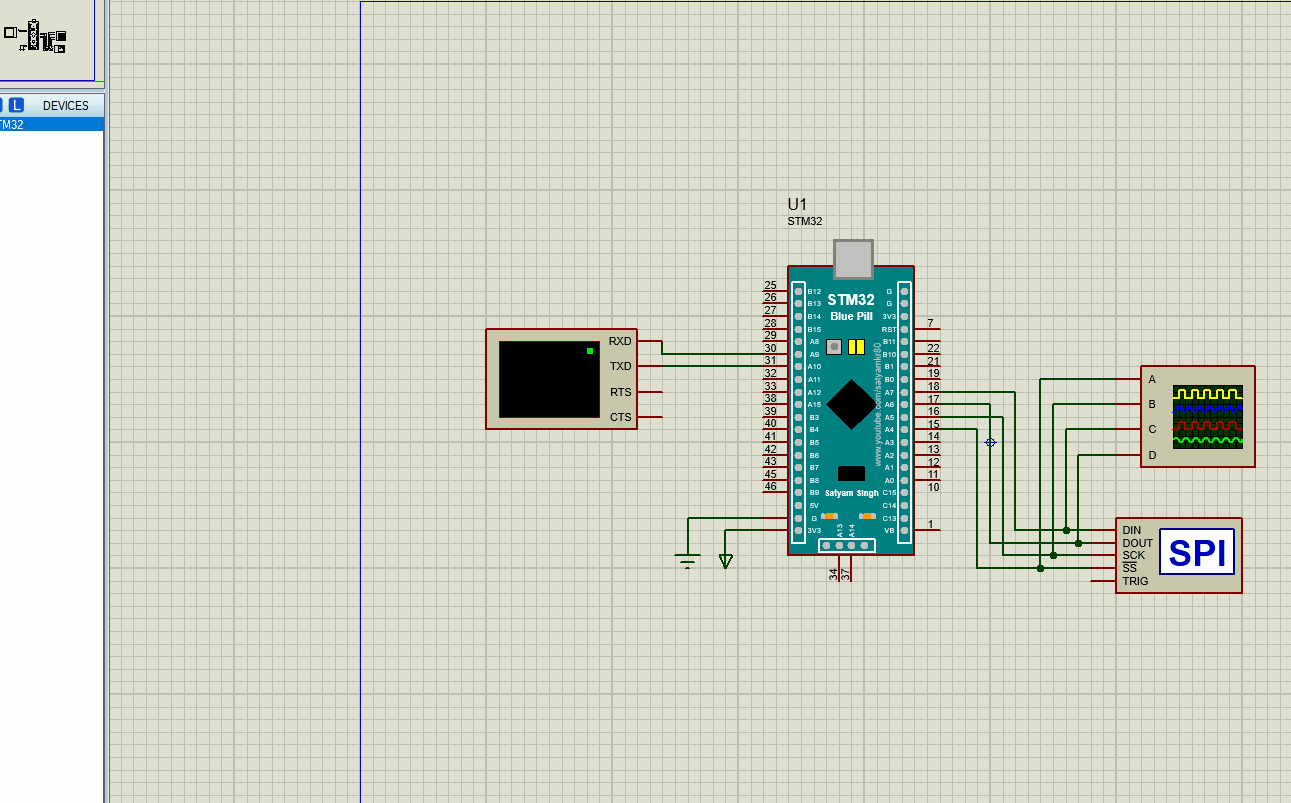 L DEVICES
TM32
U1
STM32
STM32
Blue Pill
www.youtube.com/satyamkr80
Satyam Singh
25 B12
26 B13
27 B14
28 B15
29 A8
30 A9
31 A10
32 A11
33 A12
38 A15
39 B3
40 B4
41 B5
42 B6
43 B7
45 B8
46 B9
5V
G
3V3
G
G
3V3
RST 7
B11
B10 22
B1 21
B0 19
A7 18
A6 17
A5 16
A4 15
A3 14
A2 13
A1 12
A0 11
C15 10
C14
C13
VB 1
A13
A14
34
37
RXD
TXD
RTS
CTS
A
B
C
D
DIN
DOUT
SCK
SS
TRIG
SPI